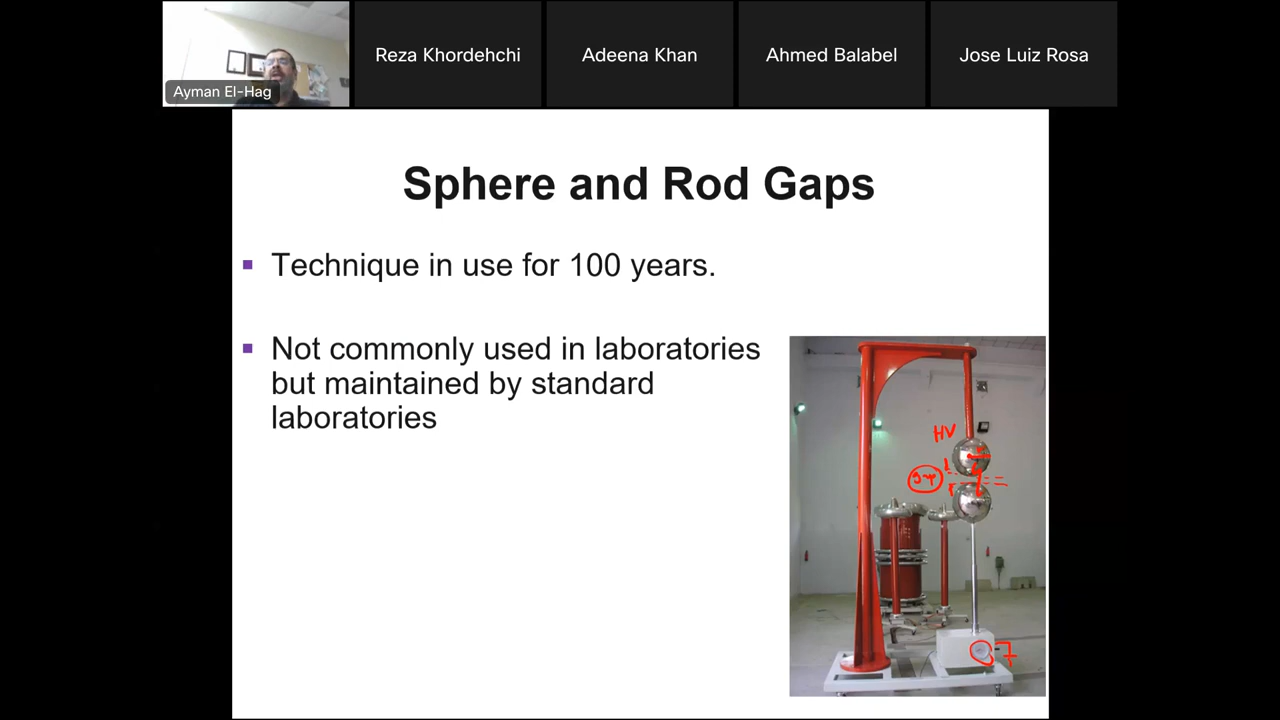 Reza Khordehchi
Adeena Khan
Ahmed Balabel
Jose Luiz Rosa
Ayman El-Hag
Sphere and Rod Gaps
Technique in use for 100 years.
Not commonly used in laboratories
but maintained by standard
laboratories
HV